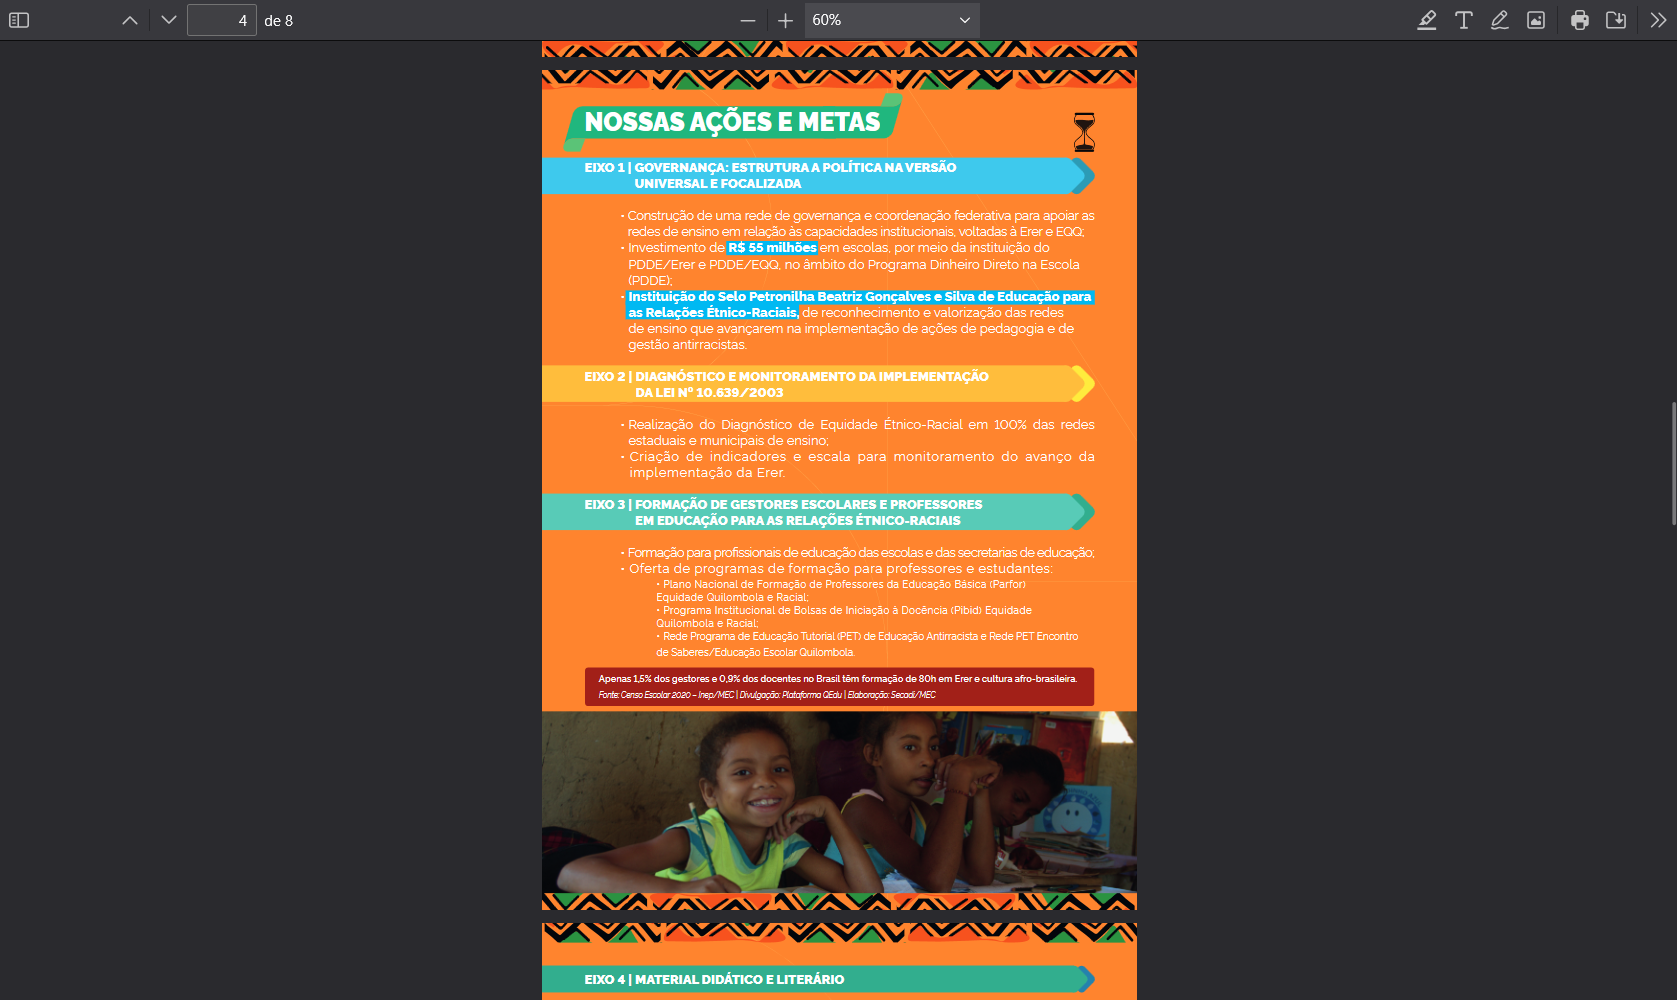 4 de 8
60%
NOSSAS AÇÕES E METAS
EIXO 1 | GOVERNANÇA: ESTRUTURA A POLÍTICA NA VERSÃO
UNIVERSAL E FOCALIZADA
• Construção de uma rede de governança e coordenação federativa para apoiar as
redes de ensino em relação às capacidades institucionais, voltadas à Erer e EQQ;
• Investimento de R$ 55 milhões em escolas, por meio da instituição do
PDDE/Erer e PDDE/EQQ, no âmbito do Programa Dinheiro Direto na Escola
(PDDE);
• Instituição do Selo Petronilha Beatriz Gonçalves e Silva de Educação para
as Relações Étnico-Raciais, de reconhecimento e valorização das redes
de ensino que avançarem na implementação de ações de pedagogia e de
gestão antirracistas.
EIXO 2 | DIAGNÓSTICO E MONITORAMENTO DA IMPLEMENTAÇÃO
DA LEI Nº 10.639/2003
• Realização do Diagnóstico de Equidade Étnico-Racial em 100% das redes
estaduais e municipais de ensino;
• Criação de indicadores e escala para monitoramento do avanço da
implementação da Erer.
EIXO 3 | FORMAÇÃO DE GESTORES ESCOLARES E PROFESSORES
EM EDUCAÇÃO PARA AS RELAÇÕES ÉTNICO-RACIAIS
• Formação para profissionais de educação das escolas e das secretarias de educação;
• Oferta de programas de formação para professores e estudantes:
• Plano Nacional de Formação de Professores da Educação Básica (Parfor)
Equidade Quilombola e Racial;
• Programa Institucional de Bolsas de Iniciação à Docência (Pibid) Equidade
Quilombola e Racial;
• Rede Programa de Educação Tutorial (PET) de Educação Antirracista e Rede PET Encontro
de Saberes/Educação Escolar Quilombola.
Apenas 1,5% dos gestores e 0,9% dos docentes no Brasil têm formação de 80h em Erer e cultura afro-brasileira.
Fonte: Censo Escolar 2020 – Inep/MEC | Divulgação: Plataforma QEdu | Elaboração: Secadi/MEC
EIXO 4 | MATERIAL DIDÁTICO E LITERÁRIO